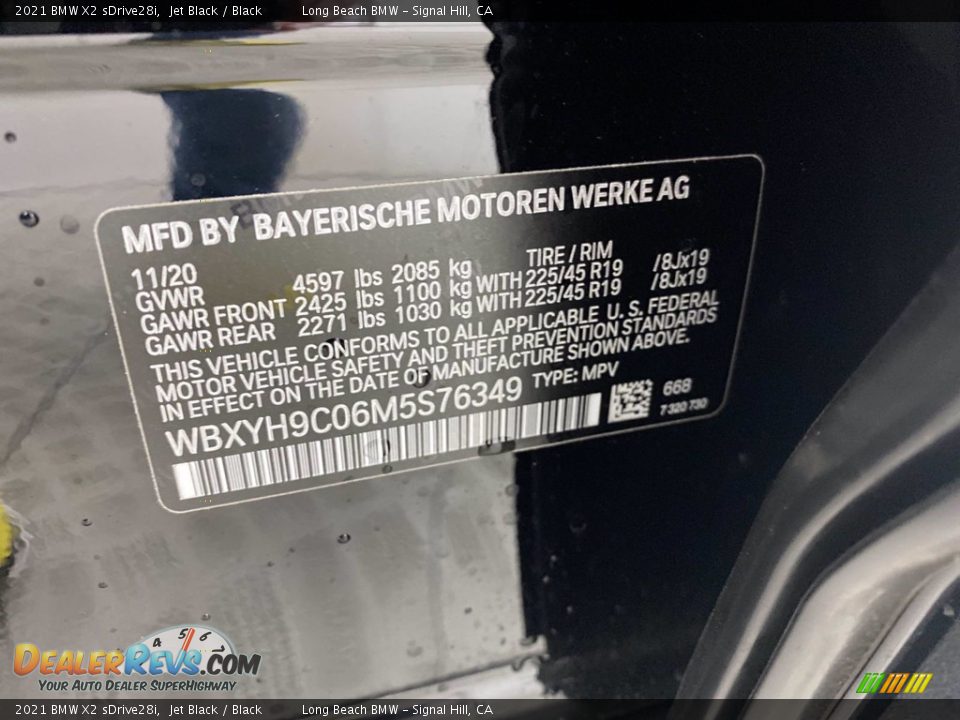 2021 BMW X2 sDrive28i, Jet Black / Black Long Beach BMW - Signal Hill, CA
MFD BY BAYERISCHE MOTOREN WERKE AG
11/20 TIRE / RIM
GVWR 4597 lbs 2085 kg
GAWR FRONT 2425 lbs 1100 kg WITH 225/45 R19 /8Jx19
GAWR REAR 2271 lbs 1030 kg WITH 225/45 R19 /8Jx19
THIS VEHICLE CONFORMS TO ALL APPLICABLE U. S. FEDERAL
MOTOR VEHICLE SAFETY AND THEFT PREVENTION STANDARDS
IN EFFECT ON THE DATE OF MANUFACTURE SHOWN ABOVE.
WBXYH9C06M5S76349 TYPE: MPV
668
7 320 730
4 5 6
DEALERREVS.COM
YOUR AUTO DEALER SUPERHIGHWAY
2021 BMW X2 sDrive28i, Jet Black / Black Long Beach BMW - Signal Hill, CA